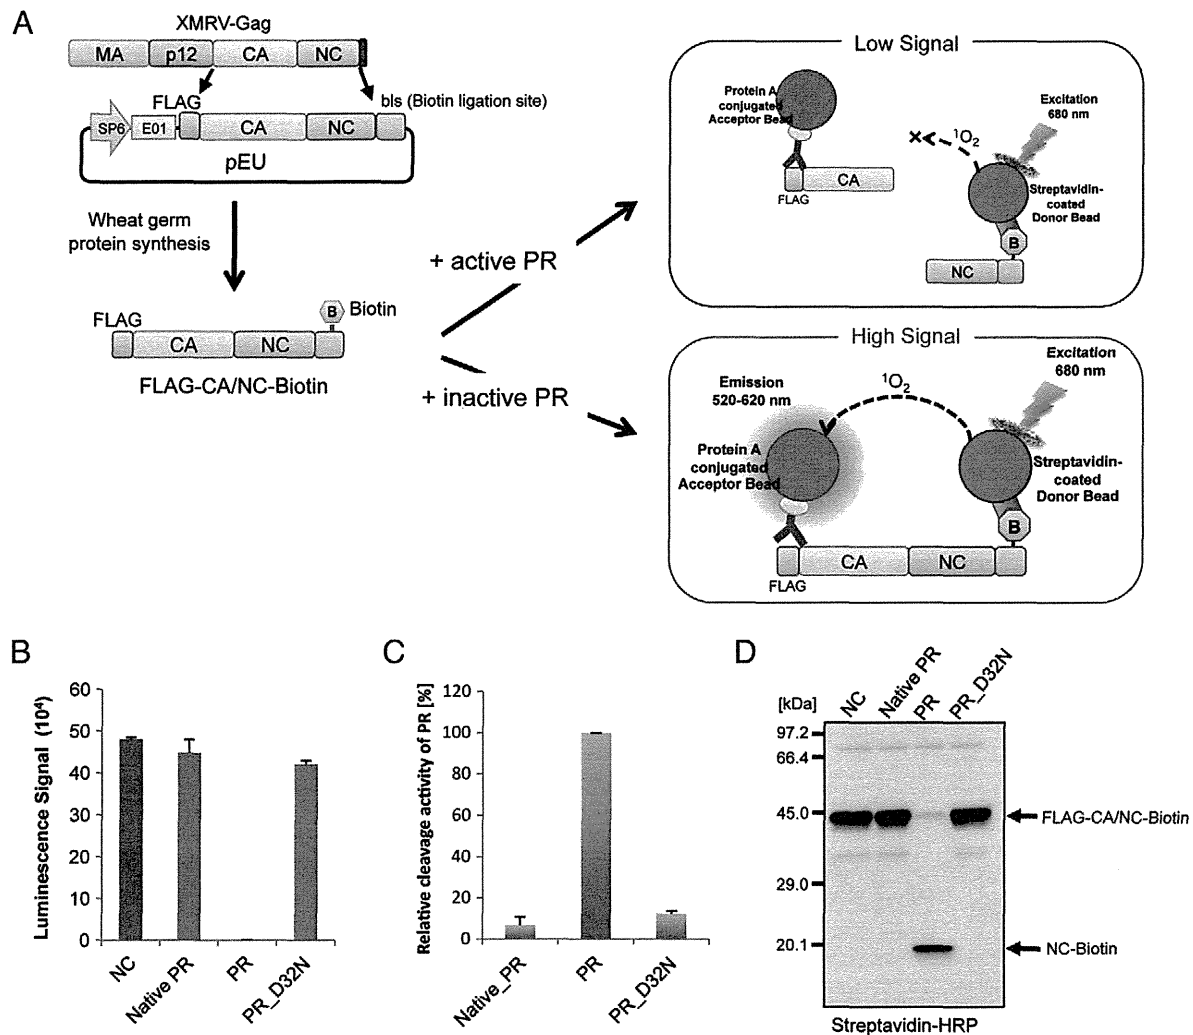 A
XMRV-Gag
MA p12 CA NC
FLAG
bls (Biotin ligation site)
SP6 E01 CA NC
pEU
Wheat germ
protein synthesis
FLAG
B Biotin
CA NC
FLAG-CA/NC-Biotin
+ active PR
+ inactive PR
Low Signal
Protein A
conjugated
Acceptor Bead
CA
FLAG
Excitation
680 nm
¹O₂
Streptavidin-
coated
Donor Bead
B
NC
High Signal
Emission
520-620 nm
¹O₂
Excitation
680 nm
Protein A
conjugated
Acceptor Bead
Streptavidin-
coated
Donor Bead
B
CA NC
FLAG
B
Luminescence Signal (10⁴)
60
50
40
30
20
10
0
NC
Native PR
PR
PR_D32N
C
Relative cleavage activity of PR [%]
120
100
80
60
40
20
0
Native_PR
PR
PR_D32N
D
[kDa]
NC
Native PR
PR
PR_D32N
97.2
66.4
45.0
29.0
20.1
FLAG-CA/NC-Biotin
NC-Biotin
Streptavidin-HRP